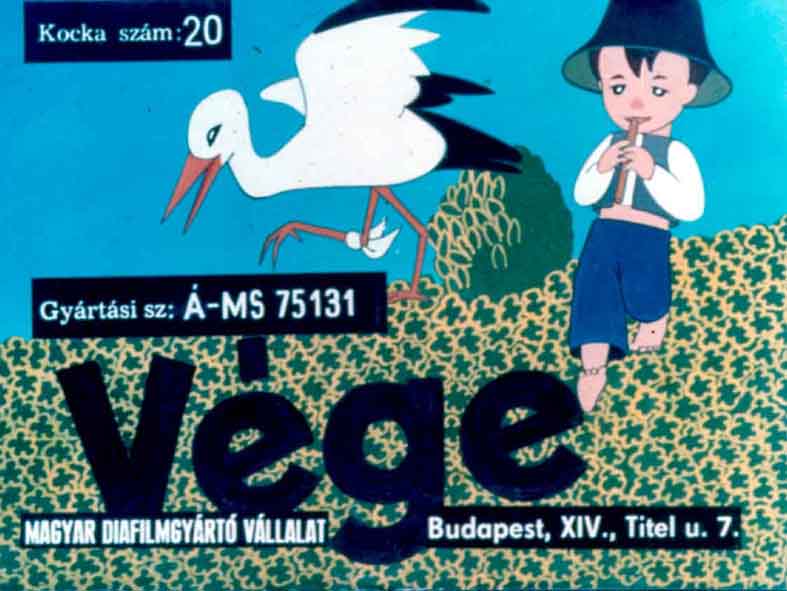 Kocka szám: 20
Gyártási sz: Á-MS 75131
Vége
MAGYAR DIAFILMGYÁRTÓ VÁLLALAT
Budapest, XIV., Titel u. 7.